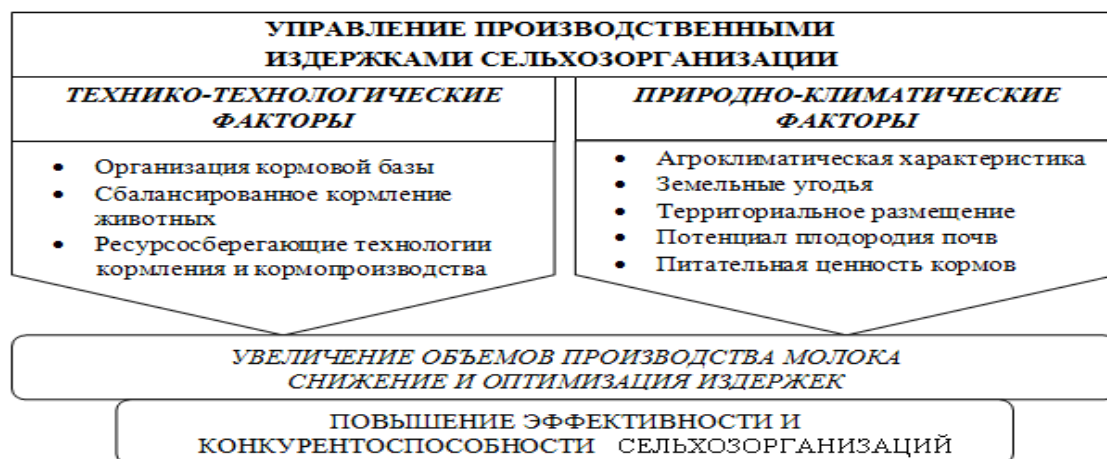 УПРАВЛЕНИЕ ПРОИЗВОДСТВЕННЫМИ
ИЗДЕРЖКАМИ СЕЛЬХОЗОРГАНИЗАЦИИ
ТЕХНИКО-ТЕХНОЛОГИЧЕСКИЕ
ФАКТОРЫ
• Организация кормовой базы
• Сбалансированное кормление
животных
• Ресурсосберегающие технологии
кормления и кормопроизводства
ПРИРОДНО-КЛИМАТИЧЕСКИЕ
ФАКТОРЫ
• Агроклиматическая характеристика
• Земельные угодья
• Территориальное размещение
• Потенциал плодородия почв
• Питательная ценность кормов
УВЕЛИЧЕНИЕ ОБЪЕМОВ ПРОИЗВОДСТВА МОЛОКА
СНИЖЕНИЕ И ОПТИМИЗАЦИЯ ИЗДЕРЖЕК
ПОВЫШЕНИЕ ЭФФЕКТИВНОСТИ И
КОНКУРЕНТОСПОСОБНОСТИ СЕЛЬХОЗОРГАНИЗАЦИЙ